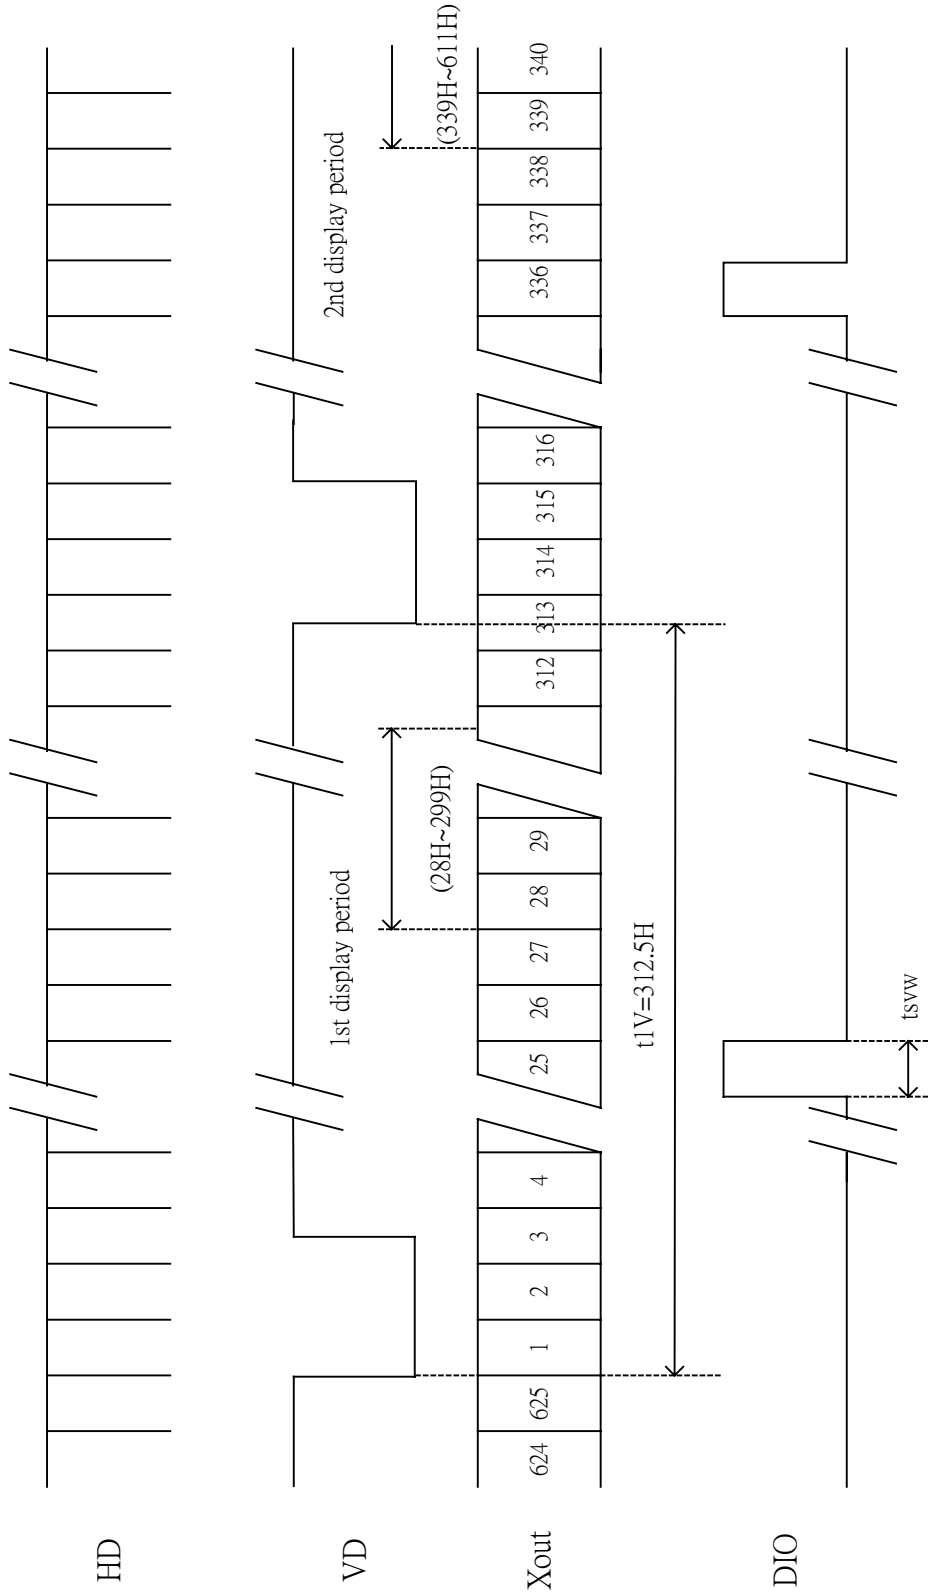 HD
VD
1st display period
2nd display period
(28H~299H)
(339H~611H)
Xout
624
625
1
2
3
4
25
26
27
28
29
312
313
314
315
316
336
337
338
339
340
t1V=312.5H
DIO
tsvw